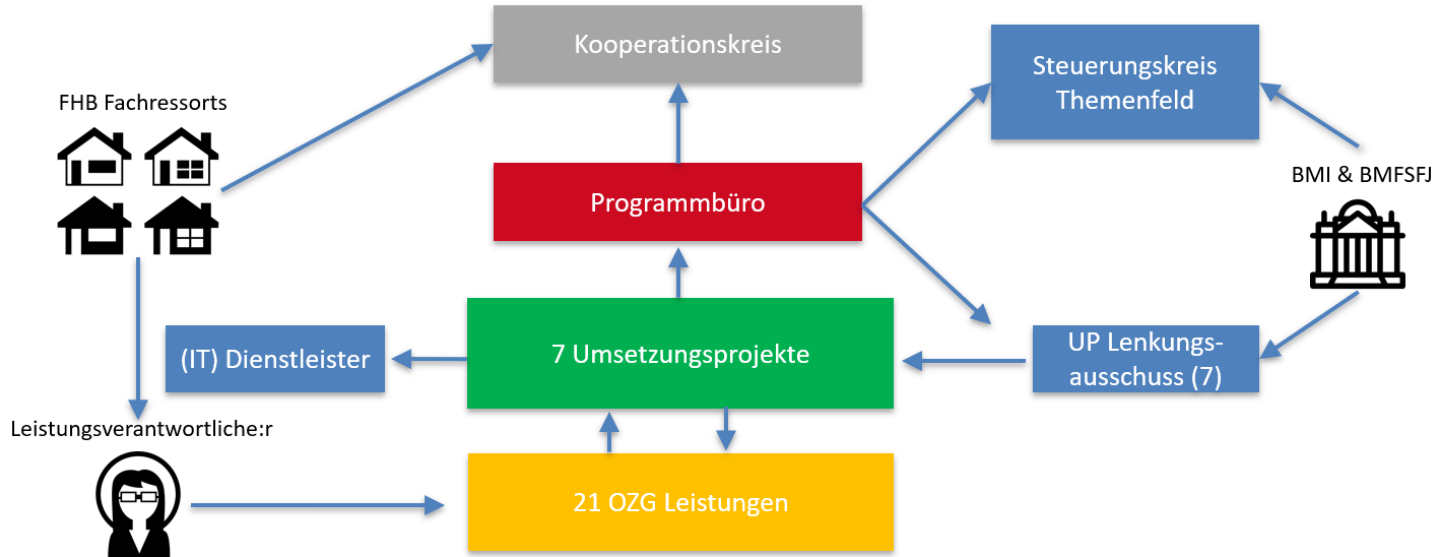 Kooperationskreis
Steuerungskreis
Themenfeld
FHB Fachressorts
Programmbüro
BMI & BMFSFJ
(IT) Dienstleister
7 Umsetzungsprojekte
UP Lenkungs-
ausschuss (7)
Leistungsverantwortliche:r
21 OZG Leistungen